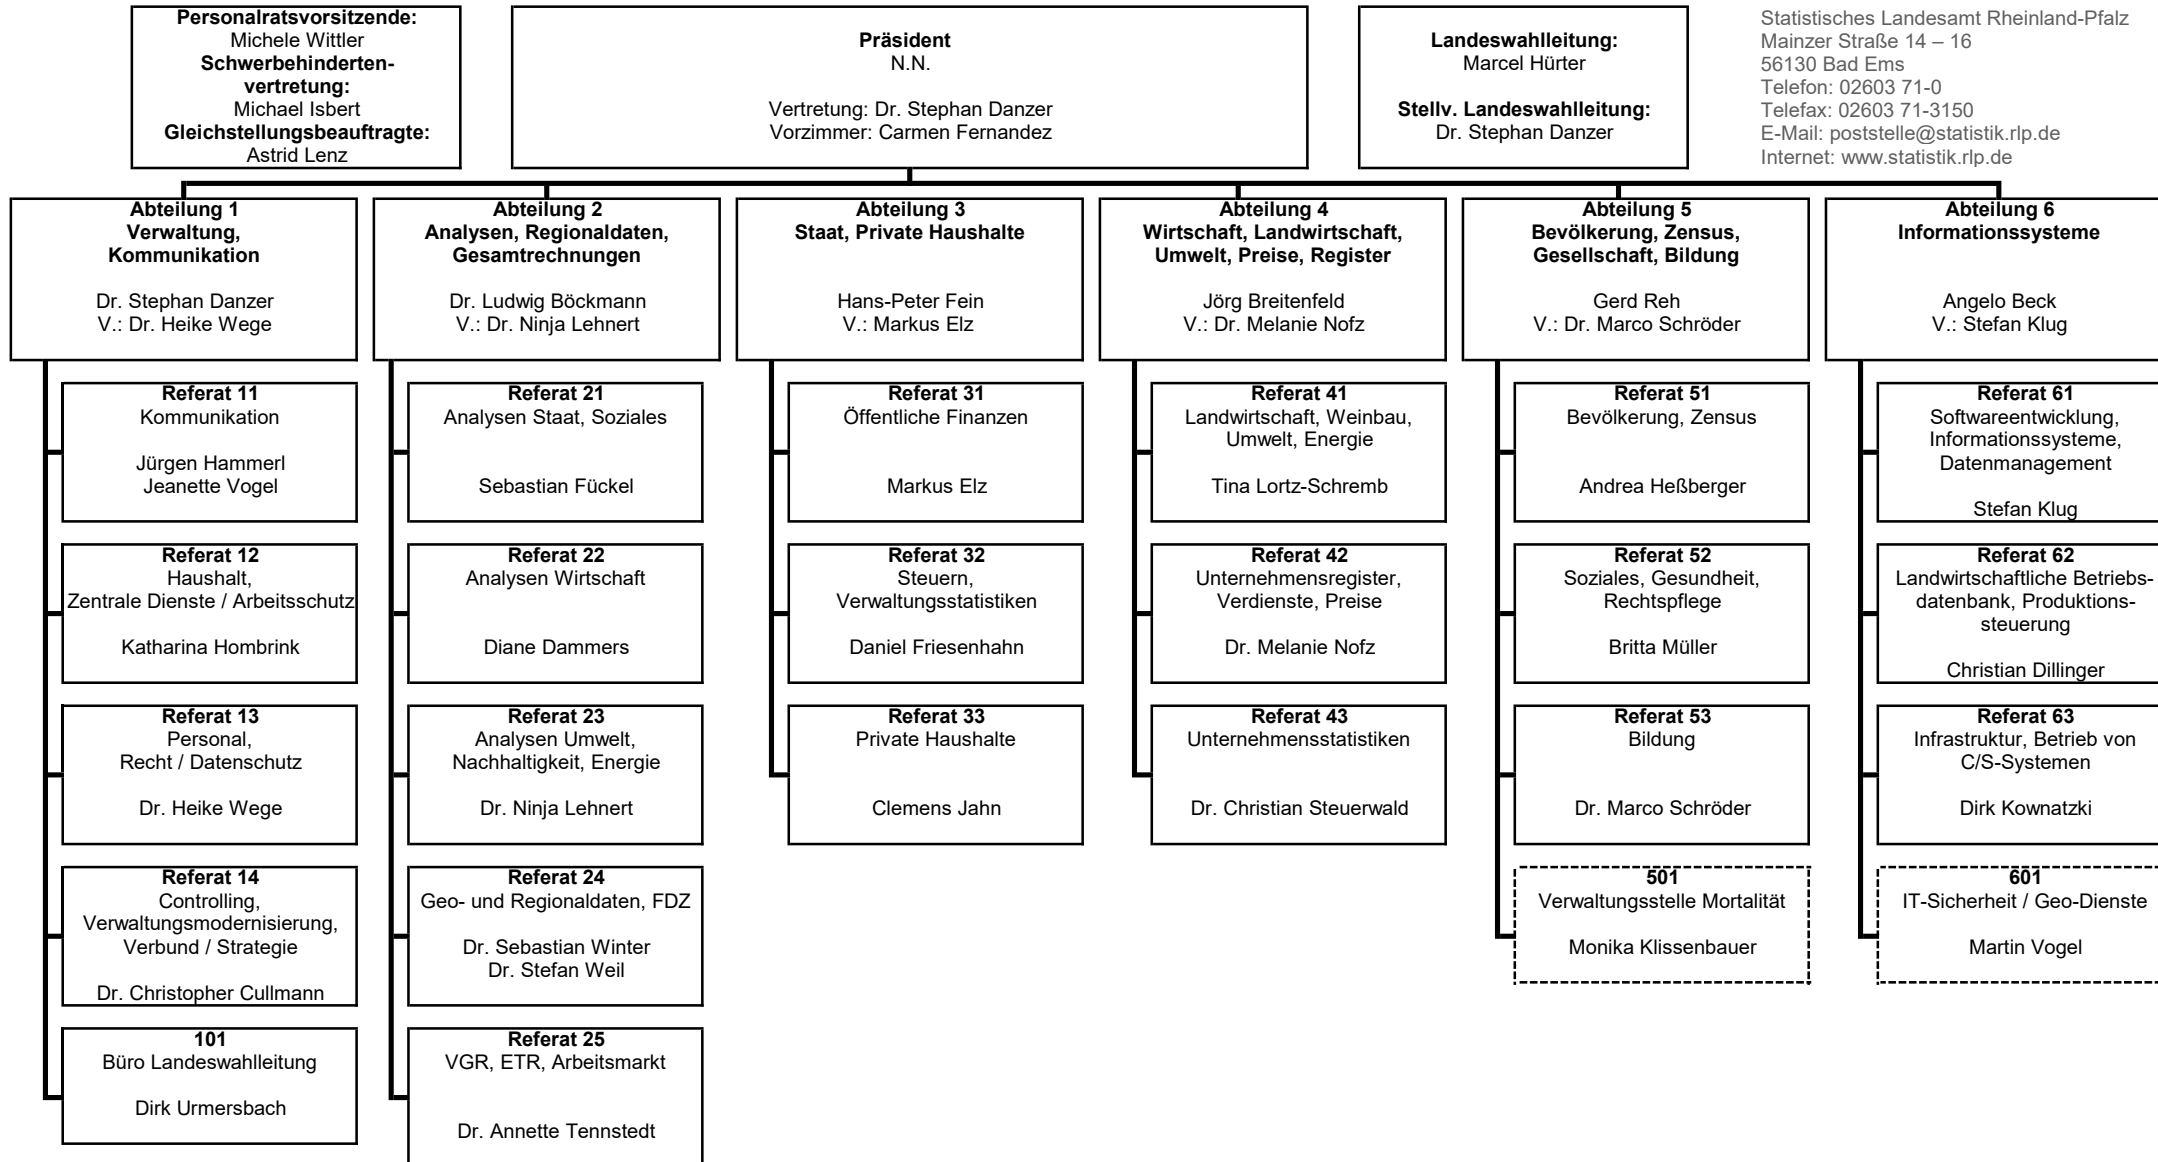 Personalratsvorsitzende:
Michele Wittler
Schwerbehinderten-
vertretung:
Michael Isbert
Gleichstellungsbeauftragte:
Astrid Lenz
Präsident
N.N.
Vertretung: Dr. Stephan Danzer
Vorzimmer: Carmen Fernandez
Landeswahlleitung:
Marcel Hürter
Stellv. Landeswahlleitung:
Dr. Stephan Danzer
Statistisches Landesamt Rheinland-Pfalz
Mainzer Straße 14 – 16
56130 Bad Ems
Telefon: 02603 71-0
Telefax: 02603 71-3150
E-Mail: poststelle@statistik.rlp.de
Internet: www.statistik.rlp.de
Abteilung 1
Verwaltung,
Kommunikation
Dr. Stephan Danzer
V.: Dr. Heike Wege
Referat 11
Kommunikation
Jürgen Hammerl
Jeanette Vogel
Referat 12
Haushalt,
Zentrale Dienste / Arbeitsschutz
Katharina Hombrink
Referat 13
Personal,
Recht / Datenschutz
Dr. Heike Wege
Referat 14
Controlling,
Verwaltungsmodernisierung,
Verbund / Strategie
Dr. Christopher Cullmann
101
Büro Landeswahlleitung
Dirk Urmersbach
Abteilung 2
Analysen, Regionaldaten,
Gesamtrechnungen
Dr. Ludwig Böckmann
V.: Dr. Ninja Lehnert
Referat 21
Analysen Staat, Soziales
Sebastian Fückel
Referat 22
Analysen Wirtschaft
Diane Dammers
Referat 23
Analysen Umwelt,
Nachhaltigkeit, Energie
Dr. Ninja Lehnert
Referat 24
Geo- und Regionaldaten, FDZ
Dr. Sebastian Winter
Dr. Stefan Weil
Referat 25
VGR, ETR, Arbeitsmarkt
Dr. Annette Tennstedt
Abteilung 3
Staat, Private Haushalte
Hans-Peter Fein
V.: Markus Elz
Referat 31
Öffentliche Finanzen
Markus Elz
Referat 32
Steuern,
Verwaltungsstatistiken
Daniel Friesenhahn
Referat 33
Private Haushalte
Clemens Jahn
Abteilung 4
Wirtschaft, Landwirtschaft,
Umwelt, Preise, Register
Jörg Breitenfeld
V.: Dr. Melanie Nofz
Referat 41
Landwirtschaft, Weinbau,
Umwelt, Energie
Tina Lortz-Schremb
Referat 42
Unternehmensregister,
Verdienste, Preise
Dr. Melanie Nofz
Referat 43
Unternehmensstatistiken
Dr. Christian Steuerwald
Abteilung 5
Bevölkerung, Zensus,
Gesellschaft, Bildung
Gerd Reh
V.: Dr. Marco Schröder
Referat 51
Bevölkerung, Zensus
Andrea Heßberger
Referat 52
Soziales, Gesundheit,
Rechtspflege
Britta Müller
Referat 53
Bildung
Dr. Marco Schröder
501
Verwaltungsstelle Mortalität
Monika Klissenbauer
Abteilung 6
Informationssysteme
Angelo Beck
V.: Stefan Klug
Referat 61
Softwareentwicklung,
Informationssysteme,
Datenmanagement
Stefan Klug
Referat 62
Landwirtschaftliche Betriebs-
datenbank, Produktions-
steuerung
Christian Dillinger
Referat 63
Infrastruktur, Betrieb von
C/S-Systemen
Dirk Kownatzki
601
IT-Sicherheit / Geo-Dienste
Martin Vogel